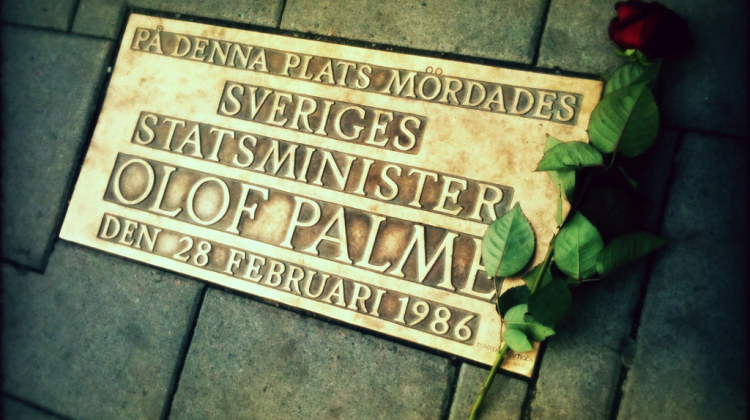 PÅ DENNA PLATS MÖRDADES
SVERIGES
STATSMINISTER
OLOF PALME
DEN 28 FEBRUARI 1986